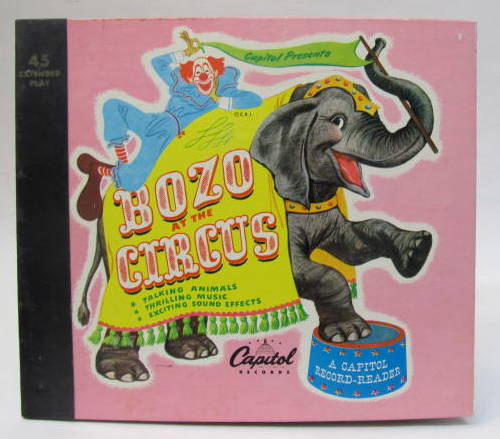 45
EXTENDED
PLAY
Capitol Presents
©C.R.I.
BOZO
AT THE
CIRCUS
★ TALKING ANIMALS
★ THRILLING MUSIC
★ EXCITING SOUND EFFECTS
Capitol
RECORDS
A CAPITOL
RECORD-READER